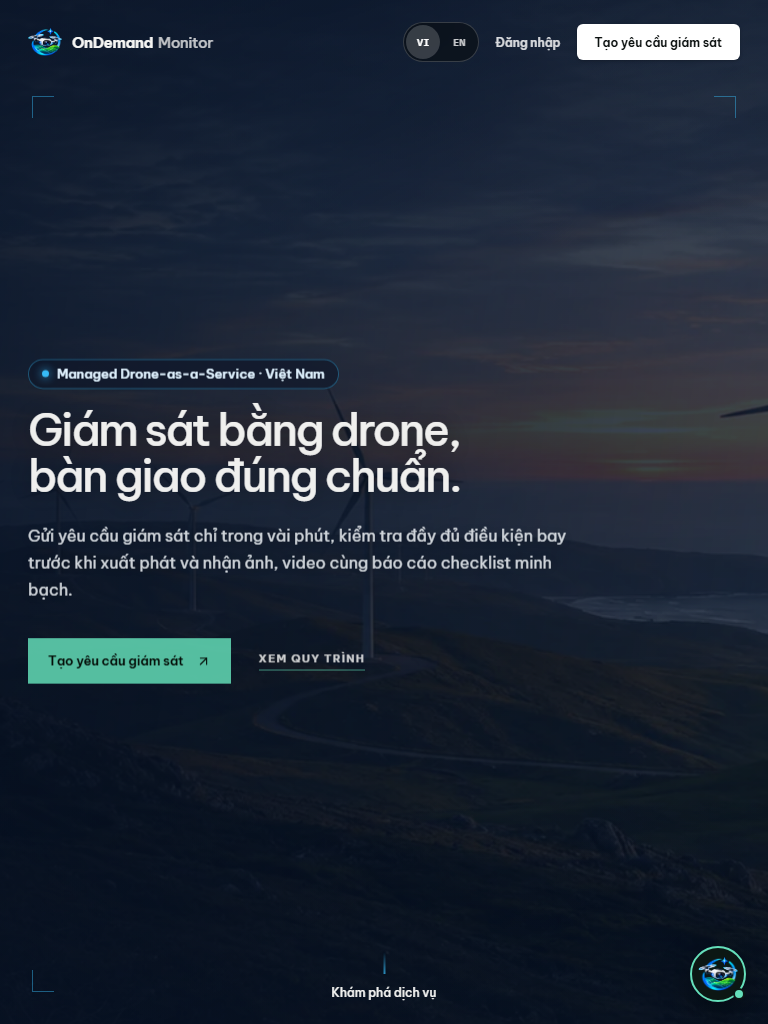 OnDemand Monitor
VI EN
Đăng nhập
Tạo yêu cầu giám sát
Managed Drone-as-a-Service · Việt Nam
Giám sát bằng drone,
bàn giao đúng chuẩn.
Gửi yêu cầu giám sát chỉ trong vài phút, kiểm tra đầy đủ điều kiện bay
trước khi xuất phát và nhận ảnh, video cùng báo cáo checklist minh
bạch.
Tạo yêu cầu giám sát
XEM QUY TRÌNH
Khám phá dịch vụ